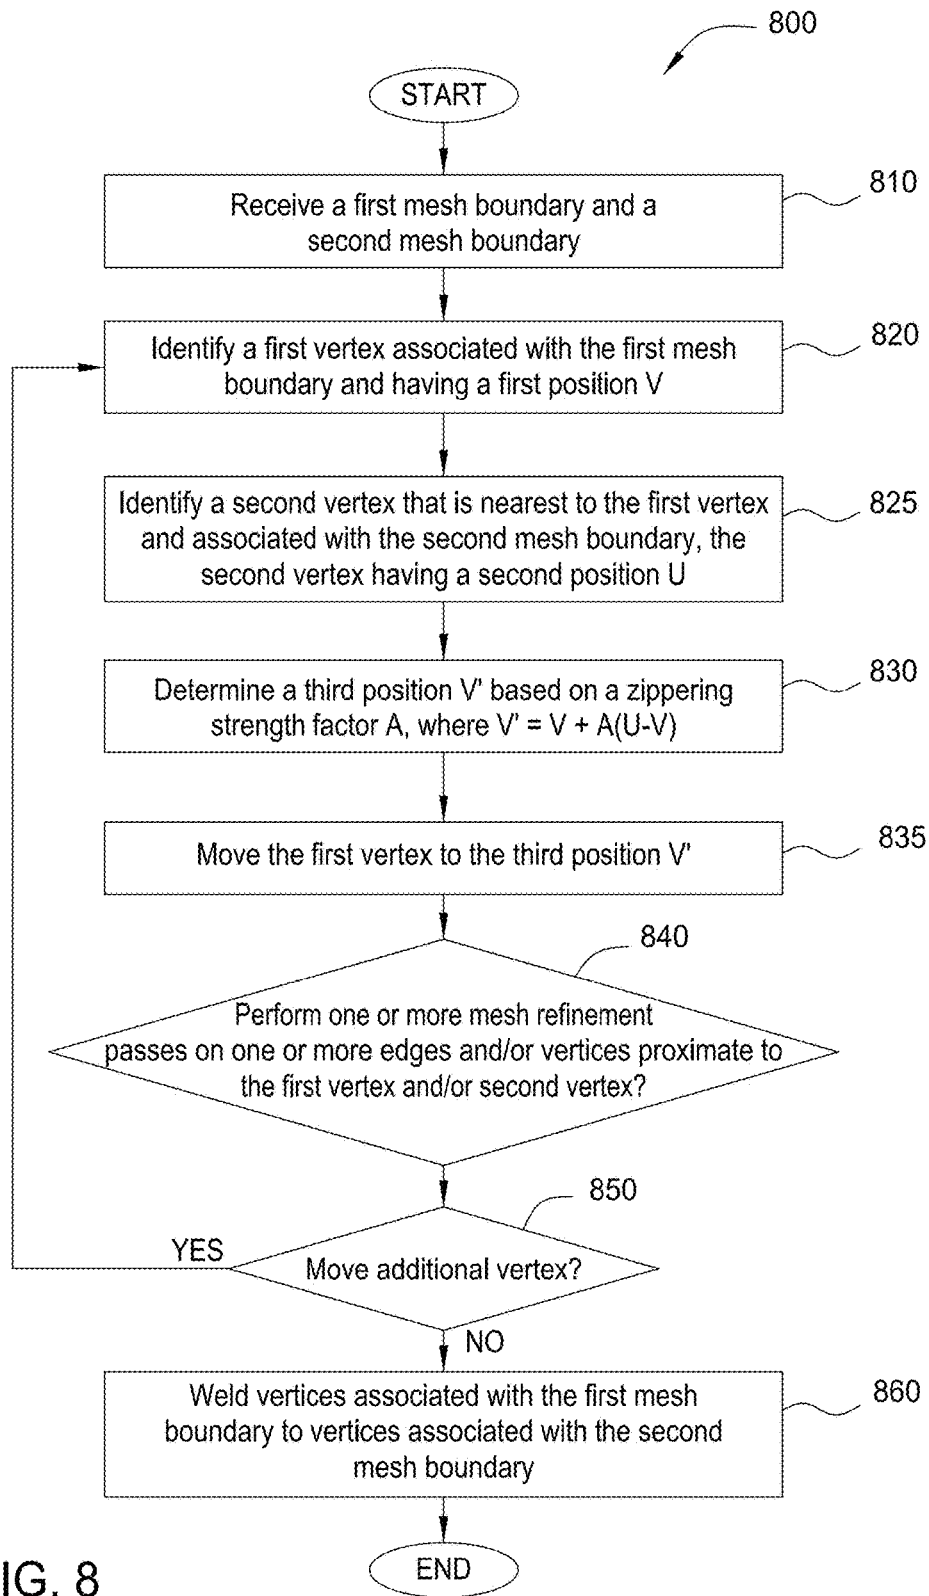 800
START
810
Receive a first mesh boundary and a
second mesh boundary
820
Identify a first vertex associated with the first mesh
boundary and having a first position V
825
Identify a second vertex that is nearest to the first vertex
and associated with the second mesh boundary, the
second vertex having a second position U
830
Determine a third position V' based on a zippering
strength factor A, where V' = V + A(U-V)
835
Move the first vertex to the third position V'
840
Perform one or more mesh refinement
passes on one or more edges and/or vertices proximate to
the first vertex and/or second vertex?
850
YES
Move additional vertex?
NO
860
Weld vertices associated with the first mesh
boundary to vertices associated with the second
mesh boundary
END
IG. 8